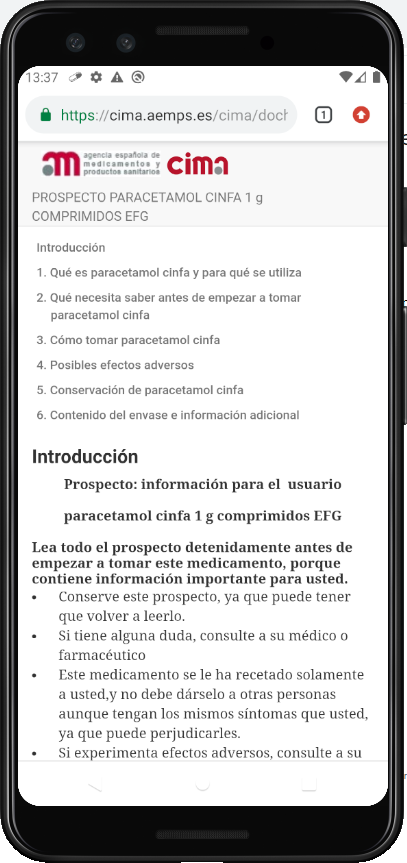 13:37
https://cima.aemps.es/cima/doch
1
agencia española de
medicamentos y
productos sanitarios
cima
PROSPECTO PARACETAMOL CINFA 1 g
COMPRIMIDOS EFG
Introducción
1. Qué es paracetamol cinfa y para qué se utiliza
2. Qué necesita saber antes de empezar a tomar
paracetamol cinfa
3. Cómo tomar paracetamol cinfa
4. Posibles efectos adversos
5. Conservación de paracetamol cinfa
6. Contenido del envase e información adicional
Introducción
Prospecto: información para el usuario
paracetamol cinfa 1 g comprimidos EFG
Lea todo el prospecto detenidamente antes de
empezar a tomar este medicamento, porque
contiene información importante para usted.
• Conserve este prospecto, ya que puede tener
que volver a leerlo.
• Si tiene alguna duda, consulte a su médico o
farmacéutico
• Este medicamento se le ha recetado solamente
a usted,y no debe dárselo a otras personas
aunque tengan los mismos síntomas que usted,
ya que puede perjudicarles.
• Si experimenta efectos adversos, consulte a su